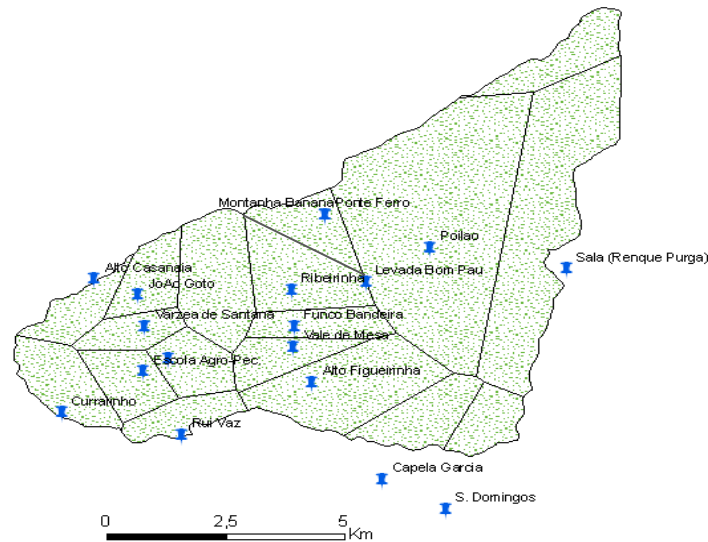 Montanha Banana Ponte Ferro
Poilao
Sala (Renque Purga)
Alto Casanaia
Levada Bom Pau
JoAo Goto
Ribeirinha
Varzea de Santana
Funco Bandeira
Vale de Mesa
Escola Agro-Pec.
Alto Figueirinha
Curralinho
Rui Vaz
Capela Garcia
S. Domingos
0 2,5 5
Km